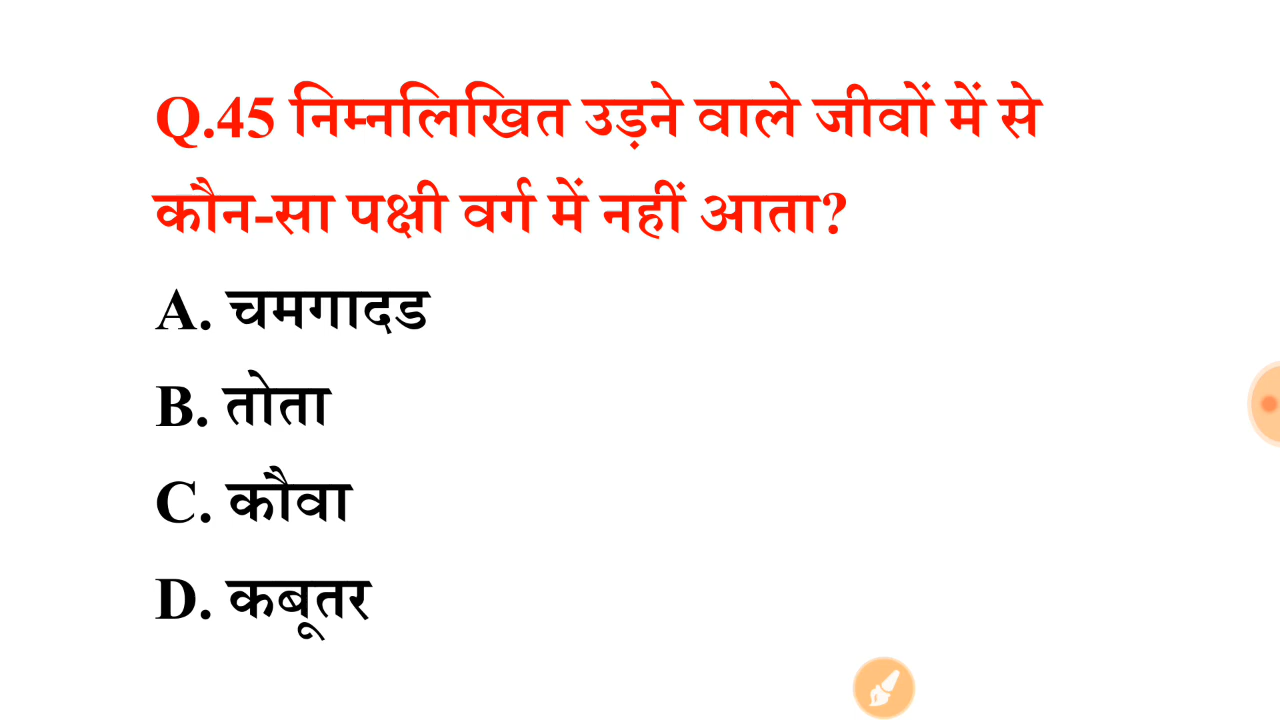 Q.45 निम्नलिखित उड़ने वाले जीवों में से
कौन-सा पक्षी वर्ग में नहीं आता?
A. चमगादड
B. तोता
C. कौवा
D. कबूतर